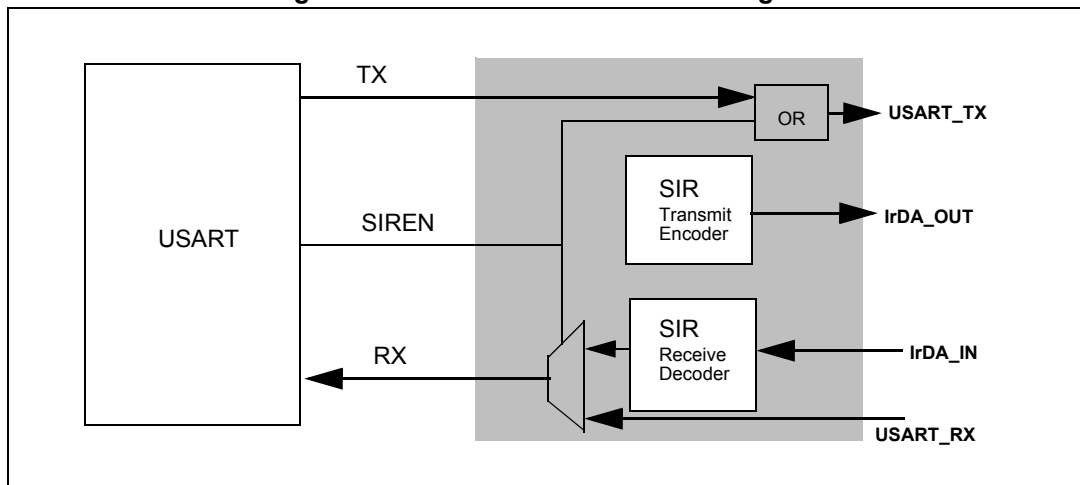 TX
OR
USART_TX
SIR
Transmit
Encoder
IrDA_OUT
USART
SIREN
SIR
Receive
Decoder
IrDA_IN
RX
USART_RX